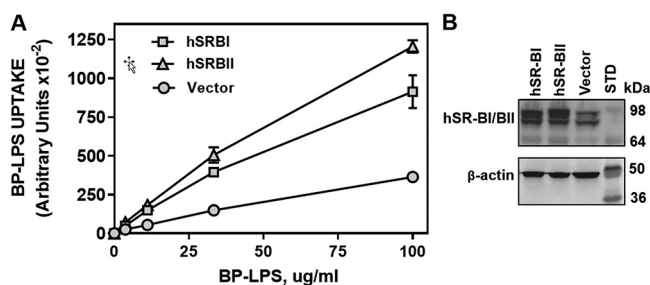 A
BP-LPS UPTAKE
(Arbitrary Units x10-2)
1250
1000
750
500
250
0
hSRBI
hSRBII
Vector
0 25 50 75 100
BP-LPS, ug/ml
B
hSR-BI
hSR-BII
Vector
STD
kDa
hSR-BI/BII
98
64
β-actin
50
36